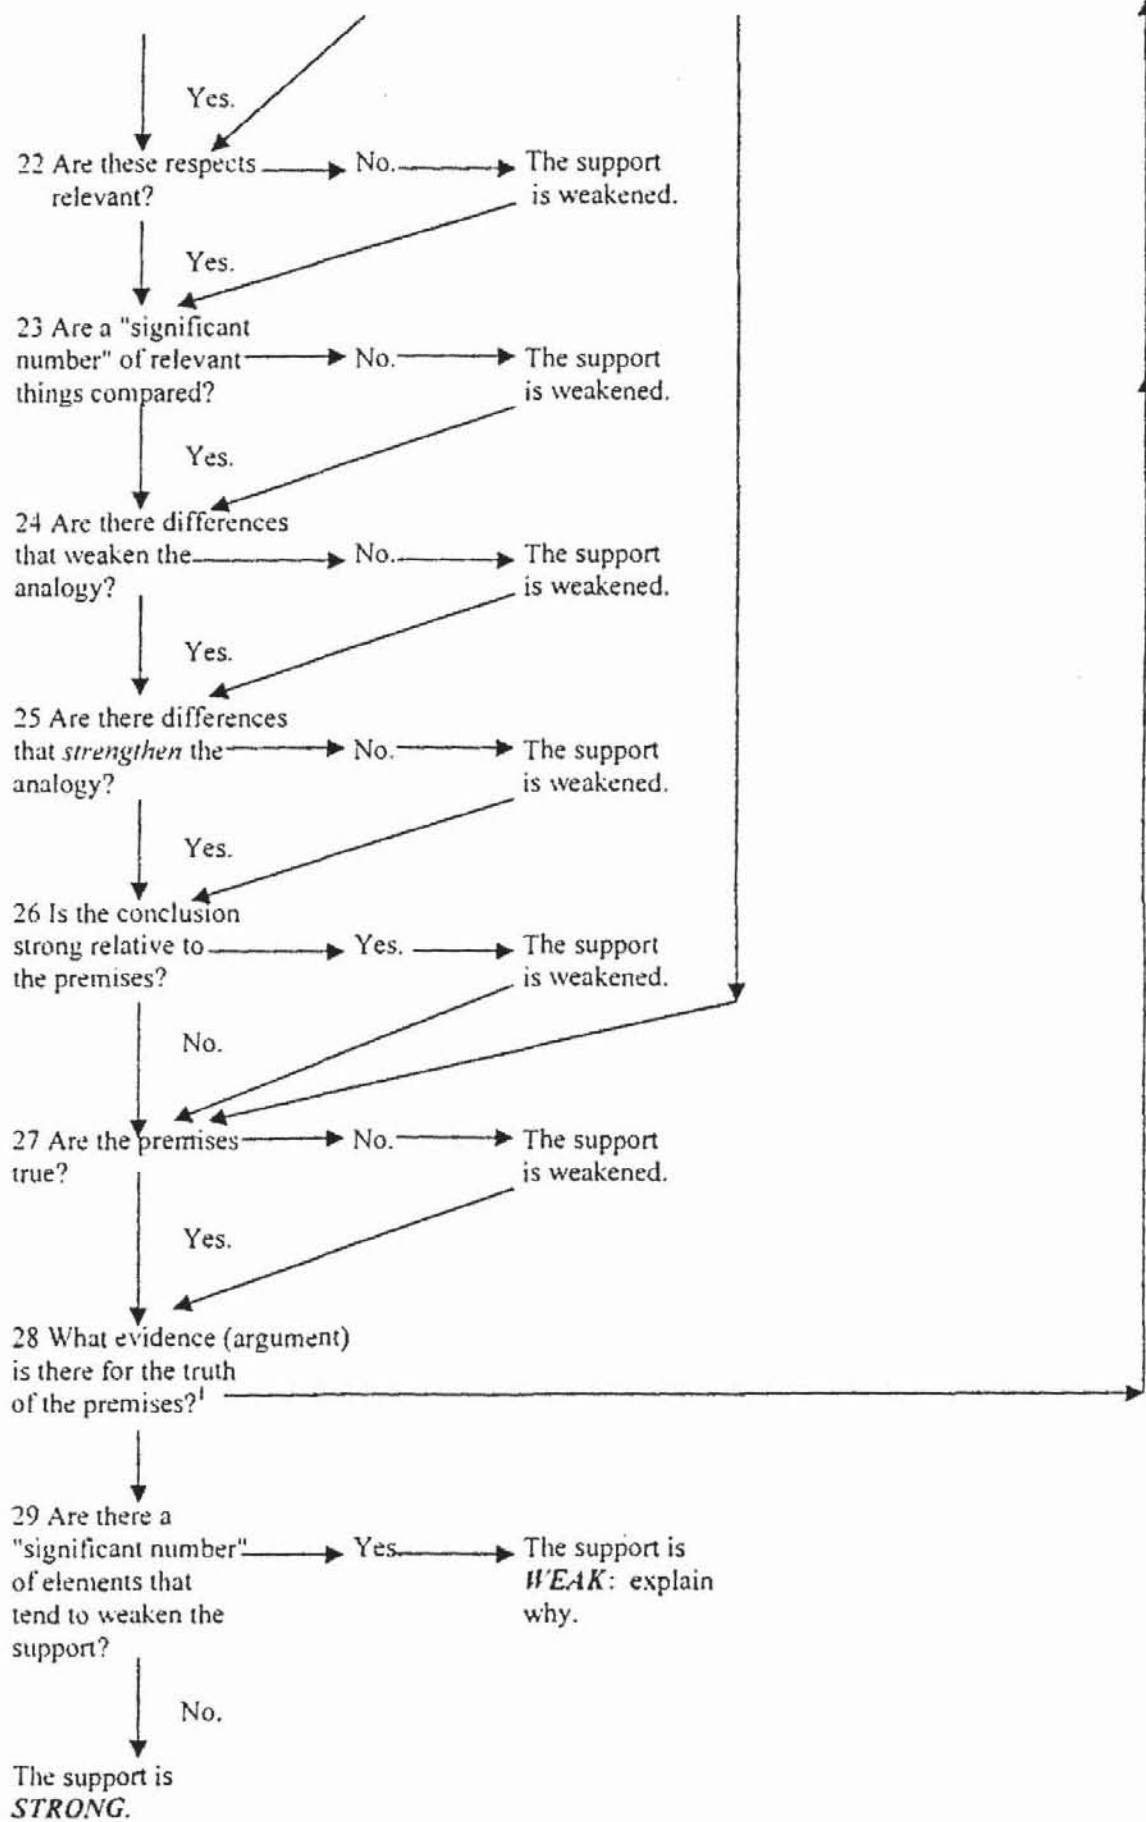 Yes.
22 Are these respects No. The support
relevant? is weakened.
Yes.
23 Are a "significant
number" of relevant No. The support
things compared? is weakened.
Yes.
24 Are there differences
that weaken the No. The support
analogy? is weakened.
Yes.
25 Are there differences
that strengthen the No. The support
analogy? is weakened.
Yes.
26 Is the conclusion
strong relative to Yes. The support
the premises? is weakened.
No.
27 Are the premises No. The support
true? is weakened.
Yes.
28 What evidence (argument)
is there for the truth
of the premises?¹
29 Are there a
"significant number" Yes. The support is
of elements that WEAK: explain
tend to weaken the why.
support?
No.
The support is
STRONG.